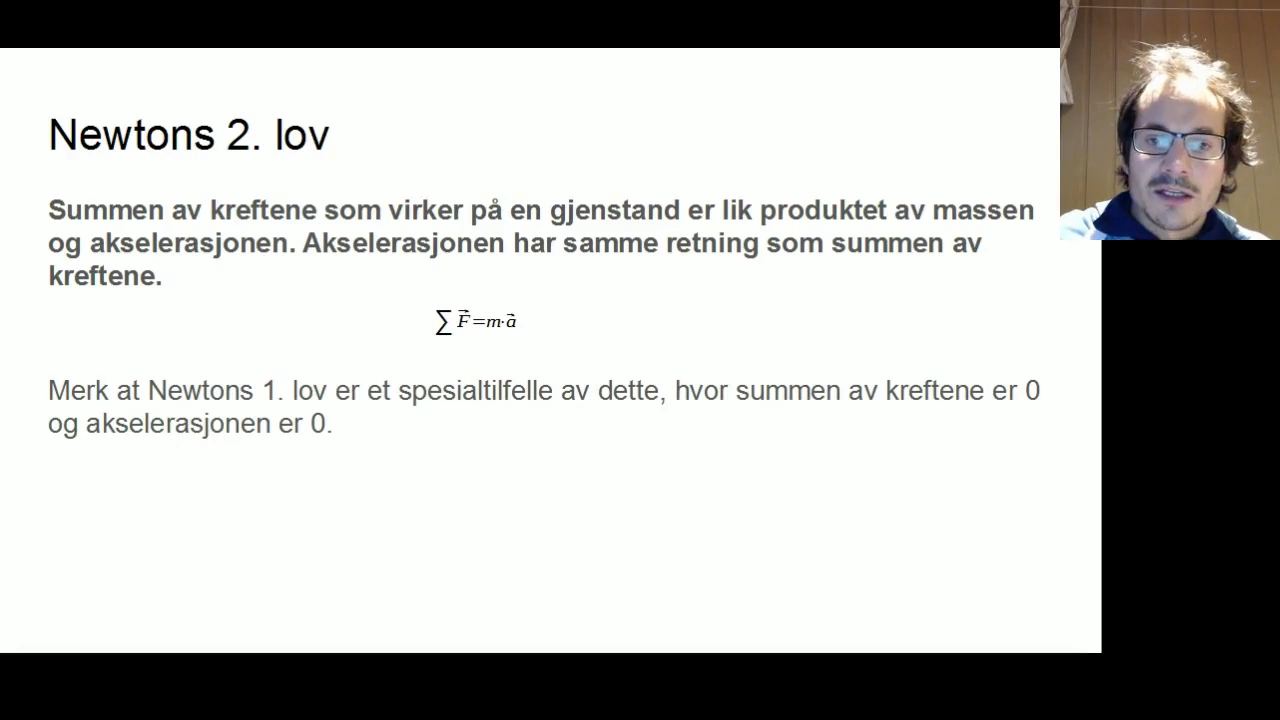 Newtons 2. lov
Summen av kreftene som virker på en gjenstand er lik produktet av massen
og akselerasjonen. Akselerasjonen har samme retning som summen av
kreftene.
∑ F⃗ = m·a⃗
Merk at Newtons 1. lov er et spesialtilfelle av dette, hvor summen av kreftene er 0
og akselerasjonen er 0.